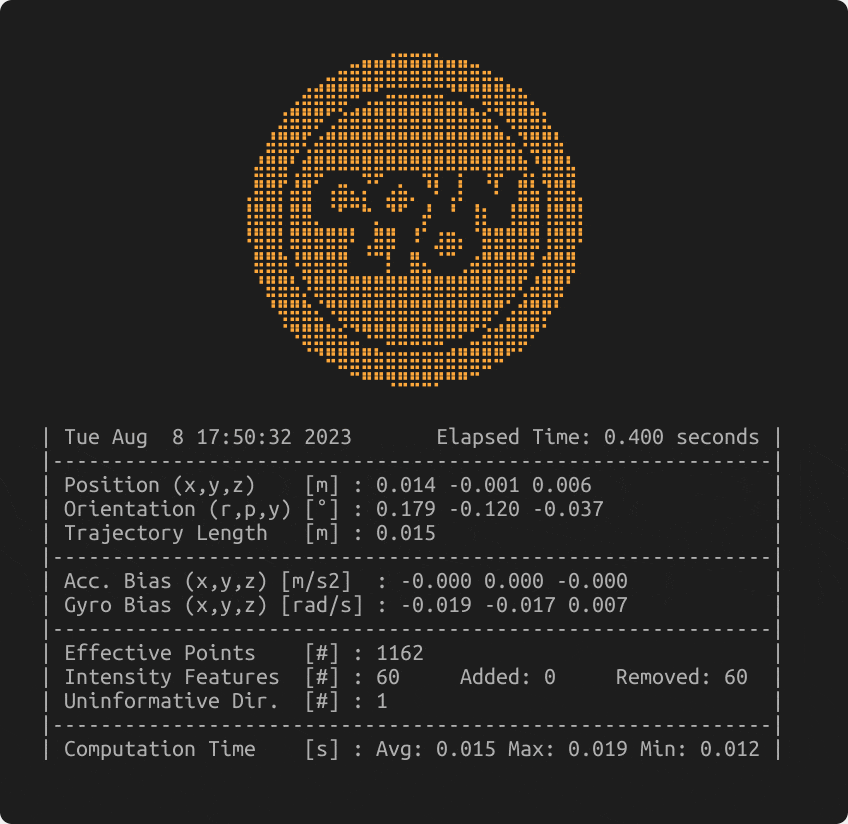 COIN
LIO
| Tue Aug  8 17:50:32 2023       Elapsed Time: 0.400 seconds |
|------------------------------------------------------------|
| Position (x,y,z)    [m] : 0.014 -0.001 0.006               |
| Orientation (r,p,y) [°] : 0.179 -0.120 -0.037              |
| Trajectory Length   [m] : 0.015                            |
|------------------------------------------------------------|
| Acc. Bias (x,y,z) [m/s2]  : -0.000 0.000 -0.000            |
| Gyro Bias (x,y,z) [rad/s] : -0.019 -0.017 0.007            |
|------------------------------------------------------------|
| Effective Points    [#] : 1162                             |
| Intensity Features  [#] : 60     Added: 0     Removed: 60  |
| Uninformative Dir.  [#] : 1                                |
|------------------------------------------------------------|
| Computation Time    [s] : Avg: 0.015 Max: 0.019 Min: 0.012 |